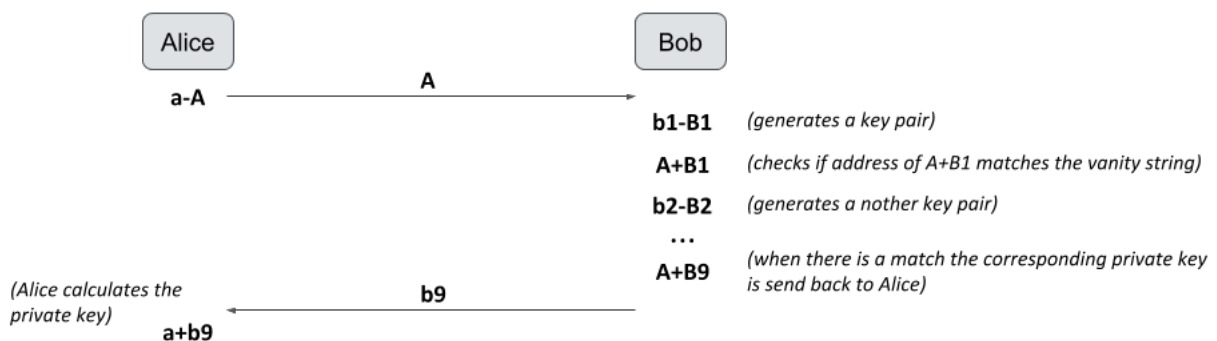 Alice
Bob
a-A
A
b1-B1
(generates a key pair)
A+B1
(checks if address of A+B1 matches the vanity string)
b2-B2
(generates a nother key pair)
...
A+B9
(when there is a match the corresponding private key
is send back to Alice)
(Alice calculates the
private key)
b9
a+b9